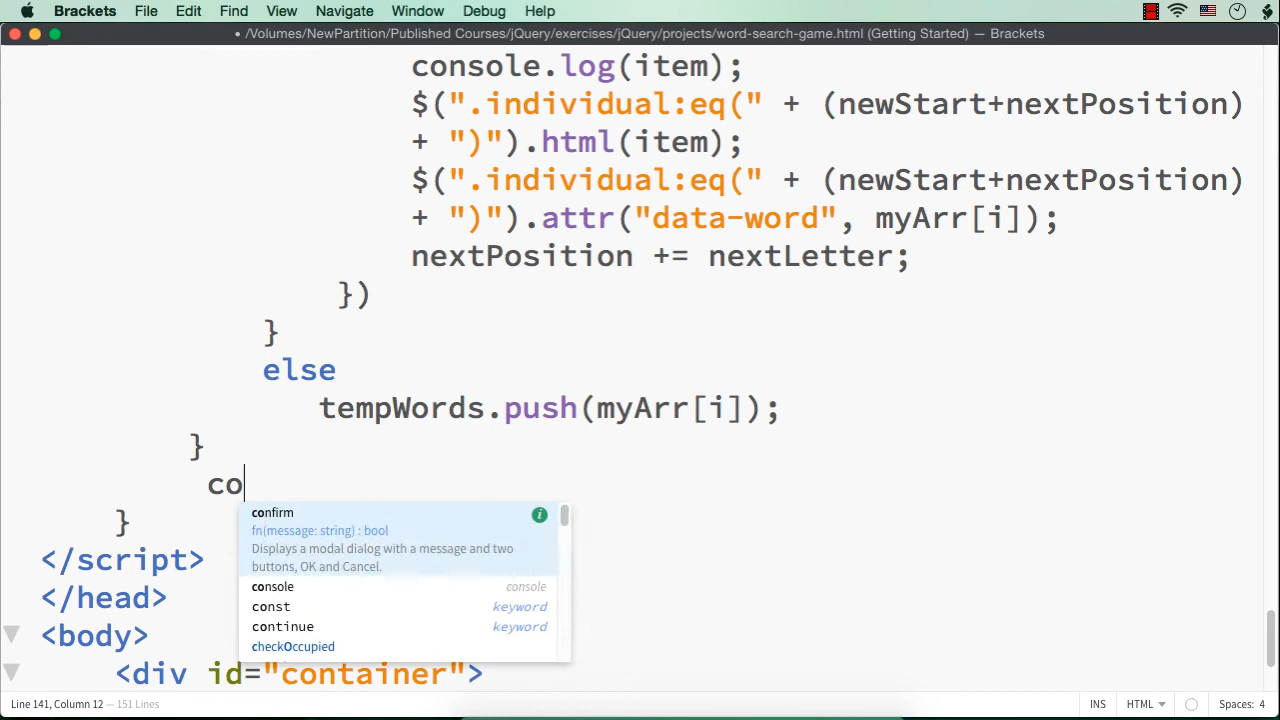 Brackets File Edit Find View Navigate Window Debug Help
• /Volumes/NewPartition/Published Courses/jQuery/exercises/jQuery/projects/word-search-game.html (Getting Started) — Brackets
console.log(item);
$(".individual:eq(" + (newStart+nextPosition)
+ ")").html(item);
$(".individual:eq(" + (newStart+nextPosition)
+ ")").attr("data-word", myArr[i]);
nextPosition += nextLetter;
})
}
else
tempWords.push(myArr[i]);
}
co
confirm
fn(message: string) : bool
Displays a modal dialog with a message and two
buttons, OK and Cancel.
console console
const keyword
continue keyword
checkOccupied
}
</script>
</head>
<body>
<div id="container">
Line 141, Column 12 — 151 Lines INS HTML Spaces: 4